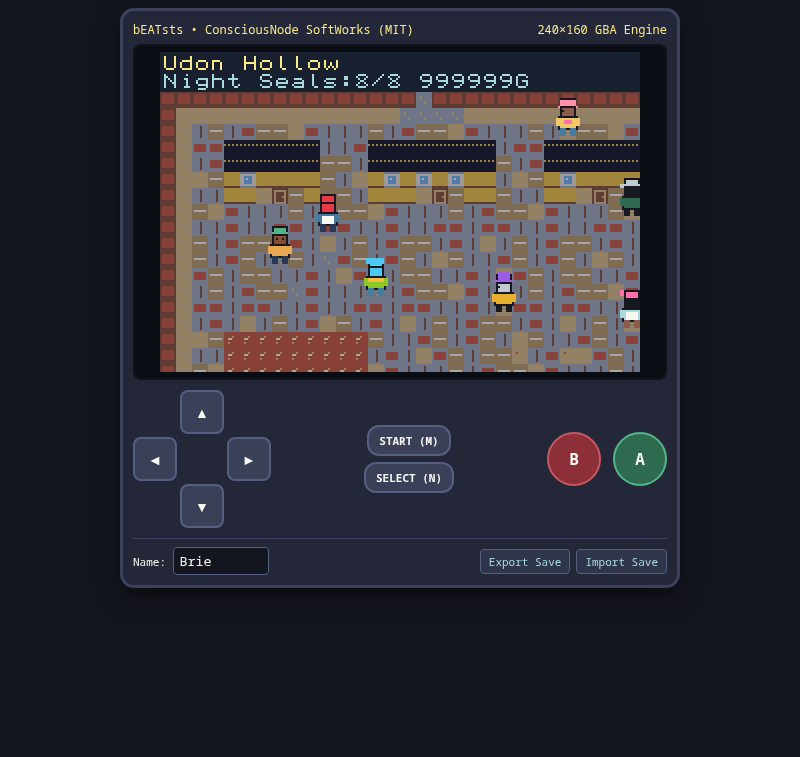 bEATsts • ConsciousNode SoftWorks (MIT)
240×160 GBA Engine
Udon Hollow
Night Seals:8/8 999999G
▲
◄
►
▼
START (M)
SELECT (N)
B
A
Name: Brie
Export Save
Import Save